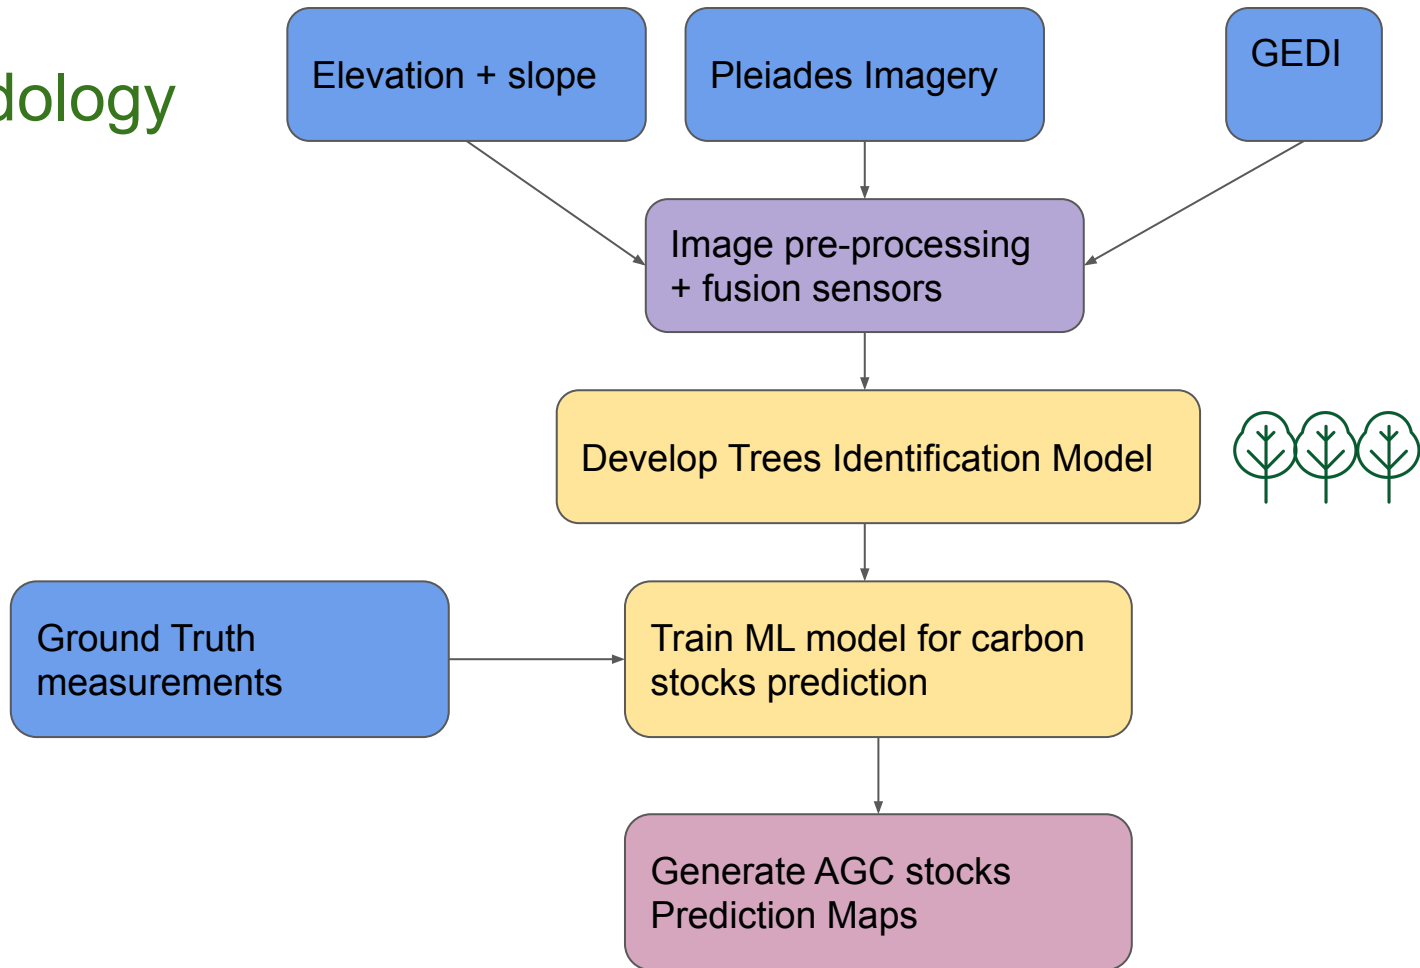 dology
Elevation + slope
Pleiades Imagery
GEDI
Image pre-processing
+ fusion sensors
Develop Trees Identification Model
Ground Truth
measurements
Train ML model for carbon
stocks prediction
Generate AGC stocks
Prediction Maps